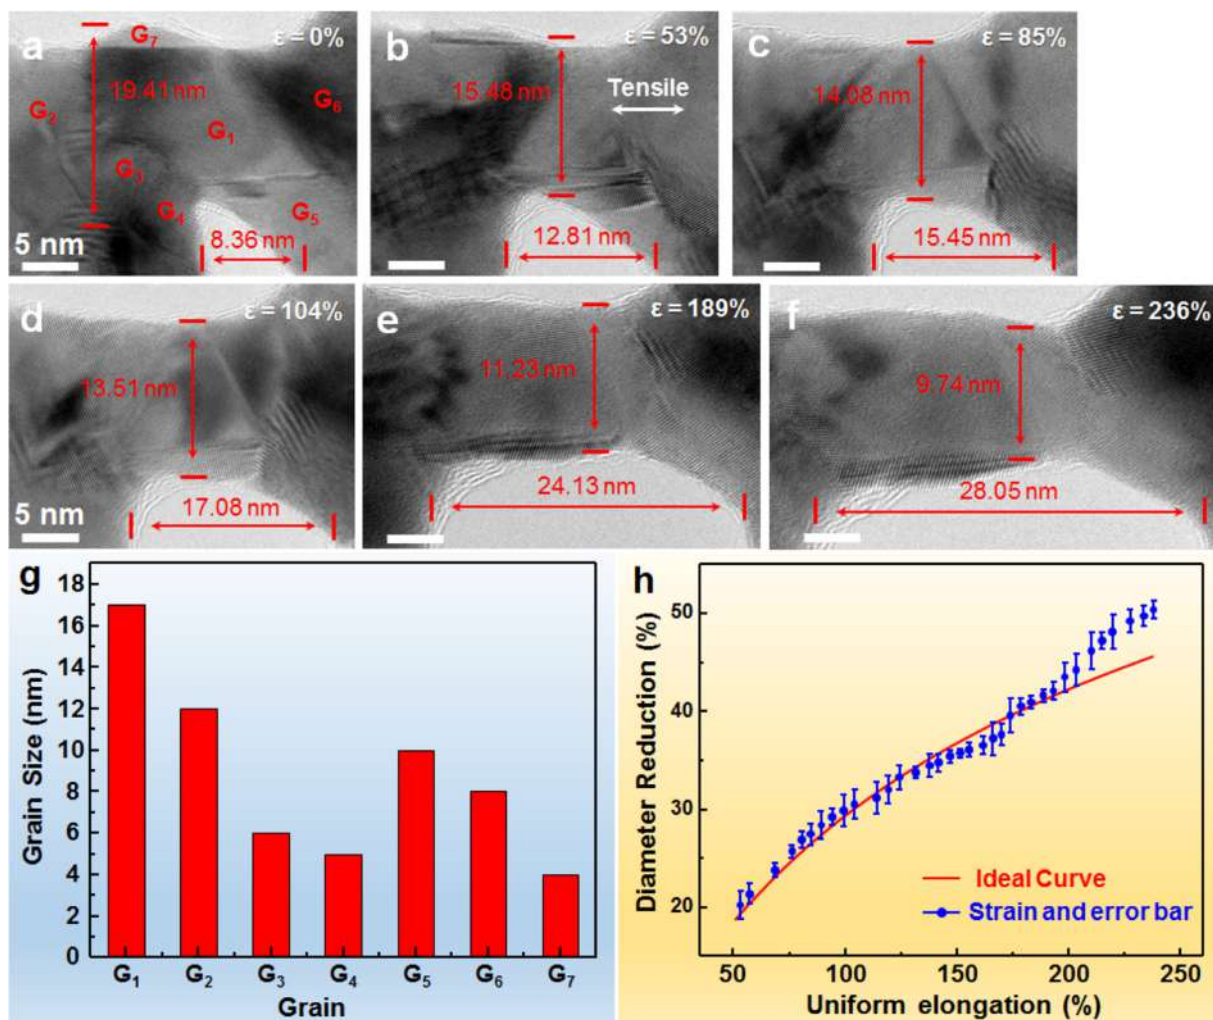 a
G7
ε = 0%
19.41 nm
G2
G6
G1
G3
G4
G5
8.36 nm
5 nm
b
ε = 53%
15.48 nm
Tensile
12.81 nm
c
ε = 85%
14.08 nm
15.45 nm
d
ε = 104%
13.51 nm
17.08 nm
5 nm
e
ε = 189%
11.23 nm
24.13 nm
f
ε = 236%
9.74 nm
28.05 nm
g
Grain Size (nm)
18
16
14
12
10
8
6
4
2
0
G1 G2 G3 G4 G5 G6 G7
Grain
h
Diameter Reduction (%)
50
40
30
20
Ideal Curve
Strain and error bar
50 100 150 200 250
Uniform elongation (%)